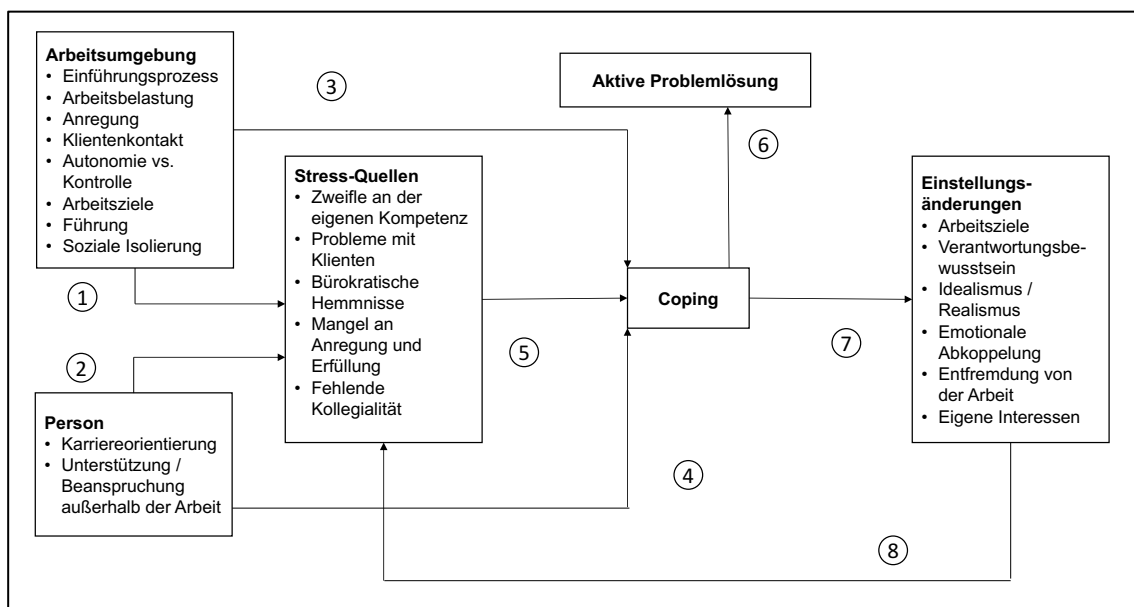 Arbeitsumgebung
• Einführungsprozess
• Arbeitsbelastung
• Anregung
• Klientenkontakt
• Autonomie vs.
Kontrolle
• Arbeitsziele
• Führung
• Soziale Isolierung
3
Aktive Problemlösung
6
Stress-Quellen
• Zweifle an der
eigenen Kompetenz
• Probleme mit
Klienten
• Bürokratische
Hemmnisse
• Mangel an
Anregung und
Erfüllung
• Fehlende
Kollegialität
1
2
5
Coping
7
Einstellungs-
änderungen
• Arbeitsziele
• Verantwortungsbe-
wusstsein
• Idealismus /
Realismus
• Emotionale
Abkoppelung
• Entfremdung von
der Arbeit
• Eigene Interessen
Person
• Karriereorientierung
• Unterstützung /
Beanspruchung
außerhalb der Arbeit
4
8